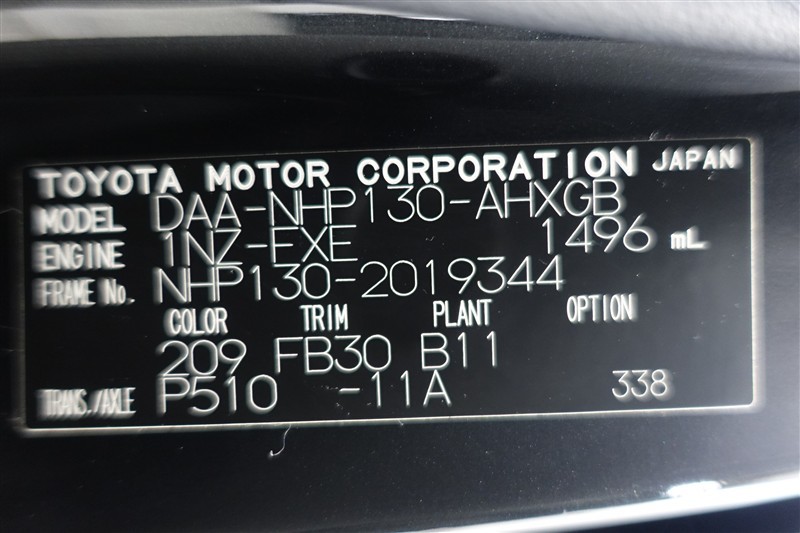 TOYOTA MOTOR CORPORATION JAPAN
MODEL DAA-NHP130-AHXGB
ENGINE 1NZ-FXE 1496 mL
FRAME No. NHP130-2019344
COLOR TRIM PLANT OPTION
209 FB30 B11
TRANS./AXLE P510 -11A 338